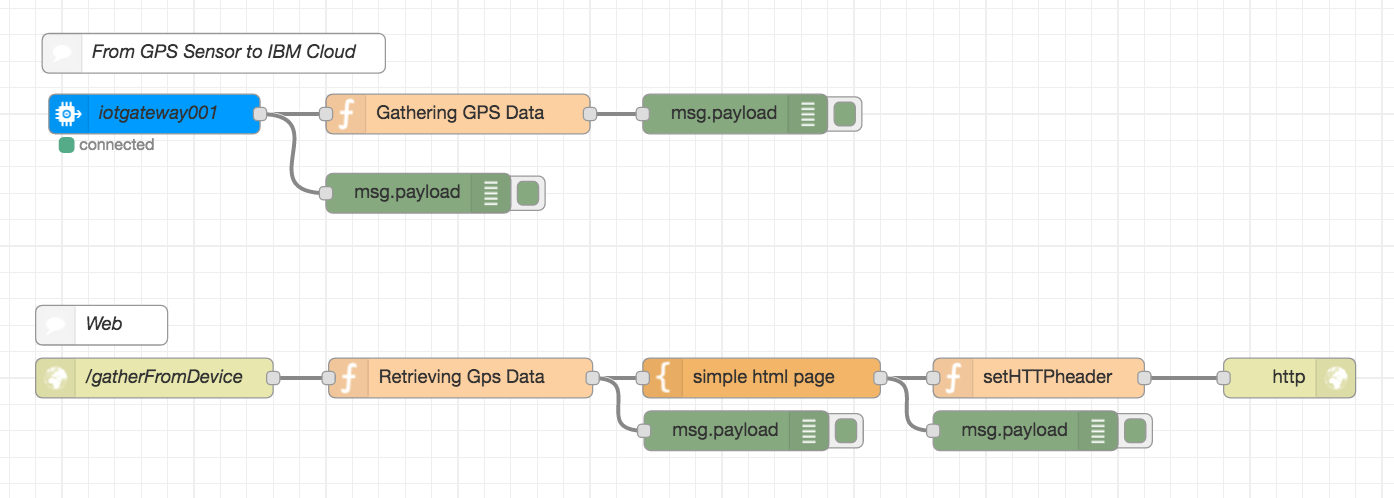 From GPS Sensor to IBM Cloud
iotgateway001
Gathering GPS Data
msg.payload
connected
msg.payload
Web
/gatherFromDevice
Retrieving Gps Data
simple html page
setHTTPheader
http
msg.payload
msg.payload